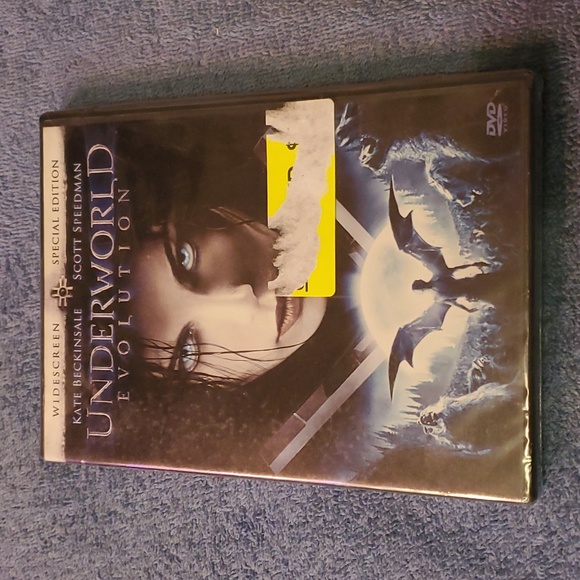 WIDESCREEN SPECIAL EDITION
KATE BECKINSALE SCOTT SPEEDMAN
UNDERWORLD
EVOLUTION
DVD
VIDEO